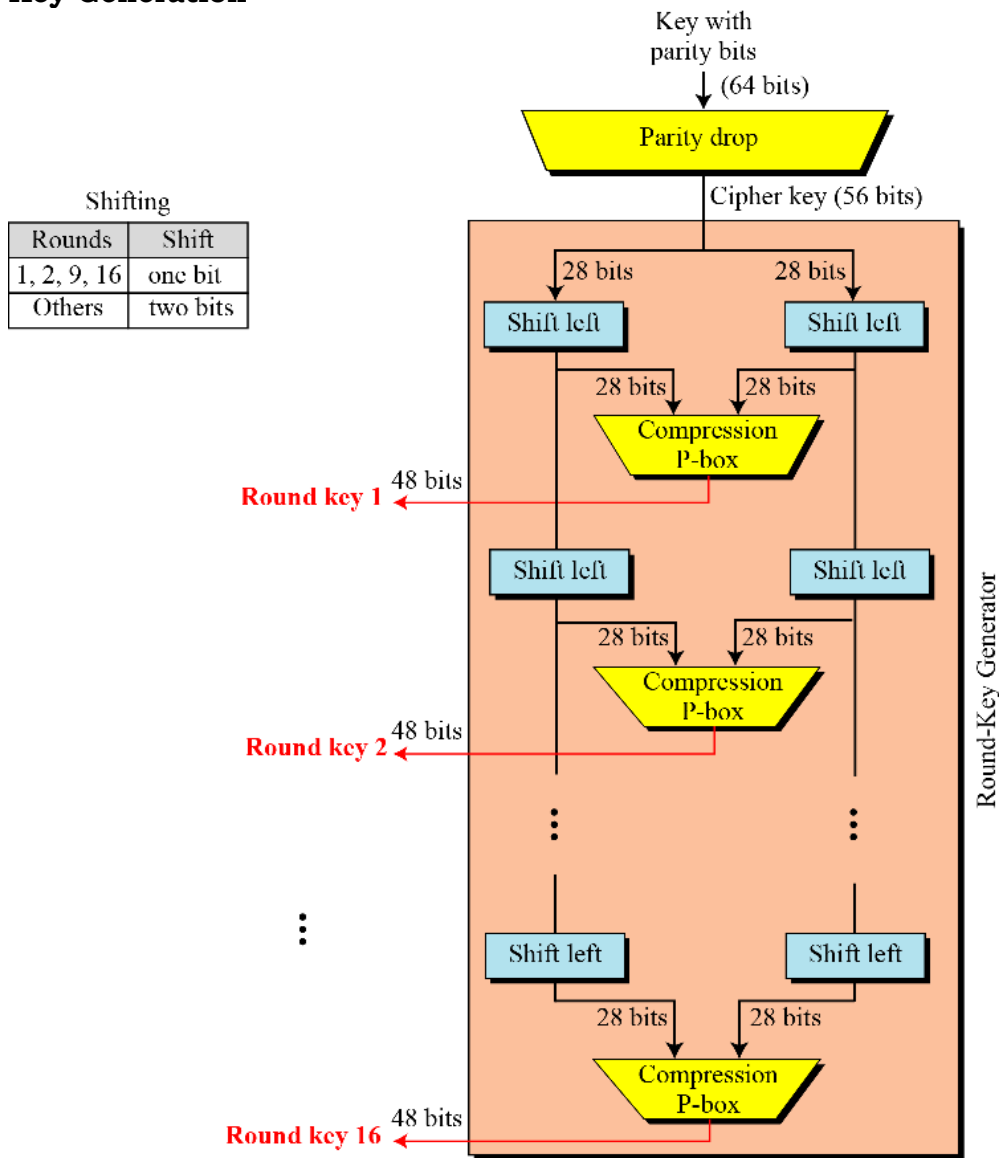 Key with
parity bits
(64 bits)
Parity drop
Cipher key (56 bits)
Shifting
Rounds Shift
1, 2, 9, 16 one bit
Others two bits
28 bits 28 bits
Shift left Shift left
28 bits 28 bits
Compression
P-box
48 bits
Round key 1
Shift left Shift left
28 bits 28 bits
Compression
P-box
48 bits
Round key 2
Round-Key Generator
Shift left Shift left
28 bits 28 bits
Compression
P-box
48 bits
Round key 16